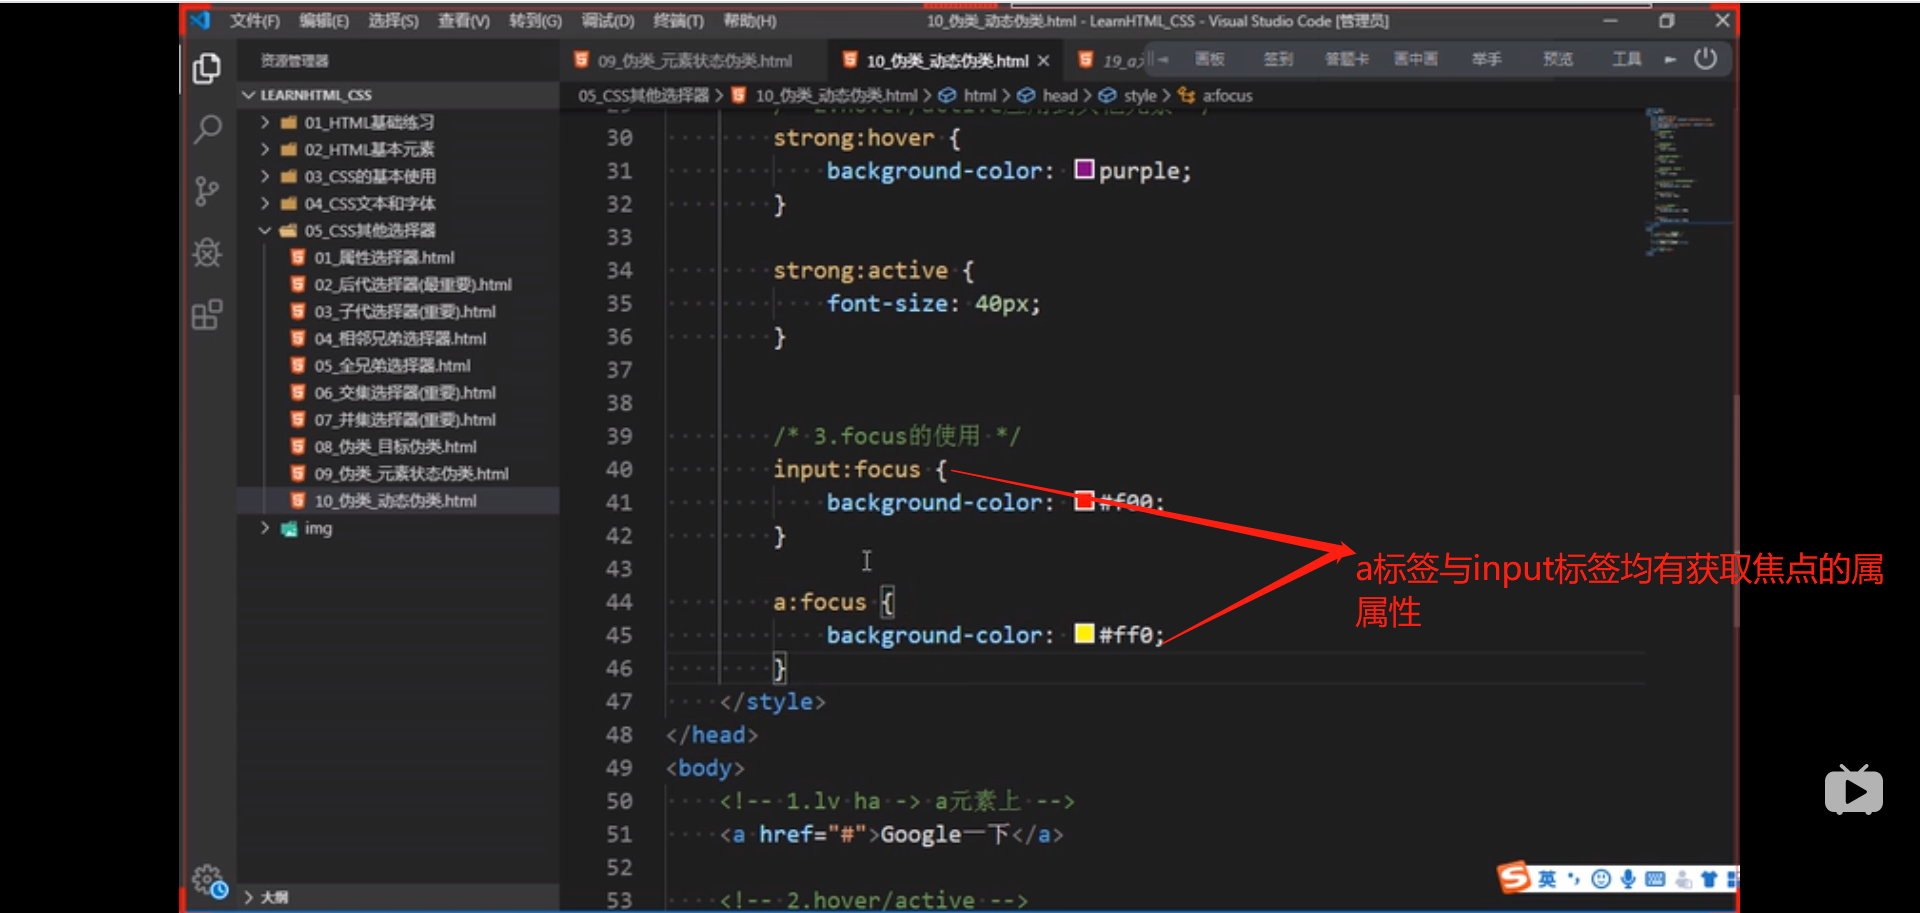 文件(F) 编辑(E) 选择(S) 查看(V) 转到(G) 调试(D) 终端(T) 帮助(H) 10_伪类_动态伪类.html - LearnHTML_CSS - Visual Studio Code [管理员]
资源管理器
09_伪类_元素状态伪类.html 10_伪类_动态伪类.html 19_a
画板 签到 答题卡 画中画 举手 预览 工具
LEARNHTML_CSS
05_CSS其他选择器 > 10_伪类_动态伪类.html > html > head > style > a:focus
01_HTML基础练习
02_HTML基本元素
03_CSS的基本使用
04_CSS文本和字体
05_CSS其他选择器
01_属性选择器.html
02_后代选择器(最重要).html
03_子代选择器(重要).html
04_相邻兄弟选择器.html
05_全兄弟选择器.html
06_交集选择器(重要).html
07_并集选择器(重要).html
08_伪类_目标伪类.html
09_伪类_元素状态伪类.html
10_伪类_动态伪类.html
img
大纲
30 strong:hover {
31 background-color: purple;
32 }
33
34 strong:active {
35 font-size: 40px;
36 }
37
38
39 /* 3.focus的使用 */
40 input:focus {
41 background-color: #f00;
42 }
43
44 a:focus {
45 background-color: #ff0;
46 }
47 </style>
48 </head>
49 <body>
50 <!-- 1.lv ha -> a元素上 -->
51 <a href="#">Google一下</a>
52
53 <!-- 2.hover/active -->
a标签与input标签均有获取焦点的属
属性
英